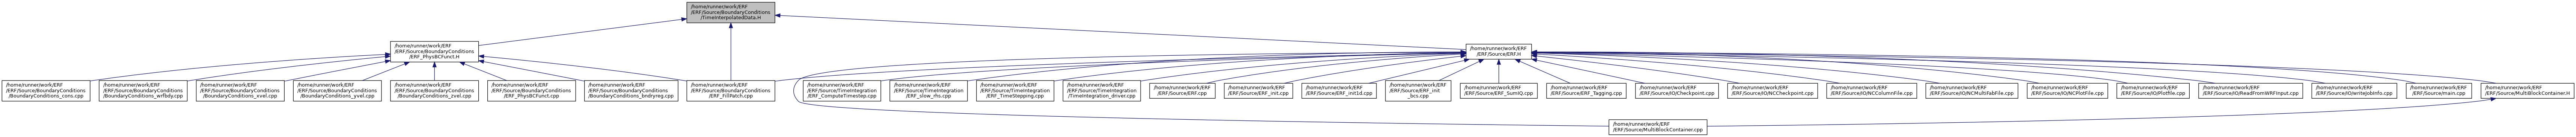 /home/runner/work/ERF
/ERF/Source/BoundaryConditions
/TimeInterpolatedData.H
/home/runner/work/ERF
/ERF/Source/BoundaryConditions
/ERF_PhysBCFunct.H
/home/runner/work/ERF
/ERF/Source/ERF.H
/home/runner/work/ERF
/ERF/Source/BoundaryConditions
/BoundaryConditions_cons.cpp
/home/runner/work/ERF
/ERF/Source/BoundaryConditions
/BoundaryConditions_wrfbdy.cpp
/home/runner/work/ERF
/ERF/Source/BoundaryConditions
/BoundaryConditions_xvel.cpp
/home/runner/work/ERF
/ERF/Source/BoundaryConditions
/BoundaryConditions_yvel.cpp
/home/runner/work/ERF
/ERF/Source/BoundaryConditions
/BoundaryConditions_zvel.cpp
/home/runner/work/ERF
/ERF/Source/BoundaryConditions
/ERF_PhysBCFunct.cpp
/home/runner/work/ERF
/ERF/Source/BoundaryConditions
/BoundaryConditions_bndryreg.cpp
/home/runner/work/ERF
/ERF/Source/BoundaryConditions
/ERF_FillPatch.cpp
/home/runner/work/ERF
/ERF/Source/TimeIntegration
/ERF_ComputeTimestep.cpp
/home/runner/work/ERF
/ERF/Source/TimeIntegration
/ERF_slow_rhs.cpp
/home/runner/work/ERF
/ERF/Source/TimeIntegration
/ERF_TimeStepping.cpp
/home/runner/work/ERF
/ERF/Source/TimeIntegration
/TimeIntegration_driver.cpp
/home/runner/work/ERF
/ERF/Source/ERF.cpp
/home/runner/work/ERF
/ERF/Source/ERF_init.cpp
/home/runner/work/ERF
/ERF/Source/ERF_init1d.cpp
/home/runner/work/ERF
/ERF/Source/ERF_init
_bcs.cpp
/home/runner/work/ERF
/ERF/Source/ERF_SumIQ.cpp
/home/runner/work/ERF
/ERF/Source/ERF_Tagging.cpp
/home/runner/work/ERF
/ERF/Source/IO/Checkpoint.cpp
/home/runner/work/ERF
/ERF/Source/IO/NCCheckpoint.cpp
/home/runner/work/ERF
/ERF/Source/IO/NCColumnFile.cpp
/home/runner/work/ERF
/ERF/Source/IO/NCMultiFabFile.cpp
/home/runner/work/ERF
/ERF/Source/IO/NCPlotFile.cpp
/home/runner/work/ERF
/ERF/Source/IO/Plotfile.cpp
/home/runner/work/ERF
/ERF/Source/IO/ReadFromWRFInput.cpp
/home/runner/work/ERF
/ERF/Source/IO/writeJobInfo.cpp
/home/runner/work/ERF
/ERF/Source/main.cpp
/home/runner/work/ERF
/ERF/Source/MultiBlockContainer.H
/home/runner/work/ERF
/ERF/Source/MultiBlockContainer.cpp